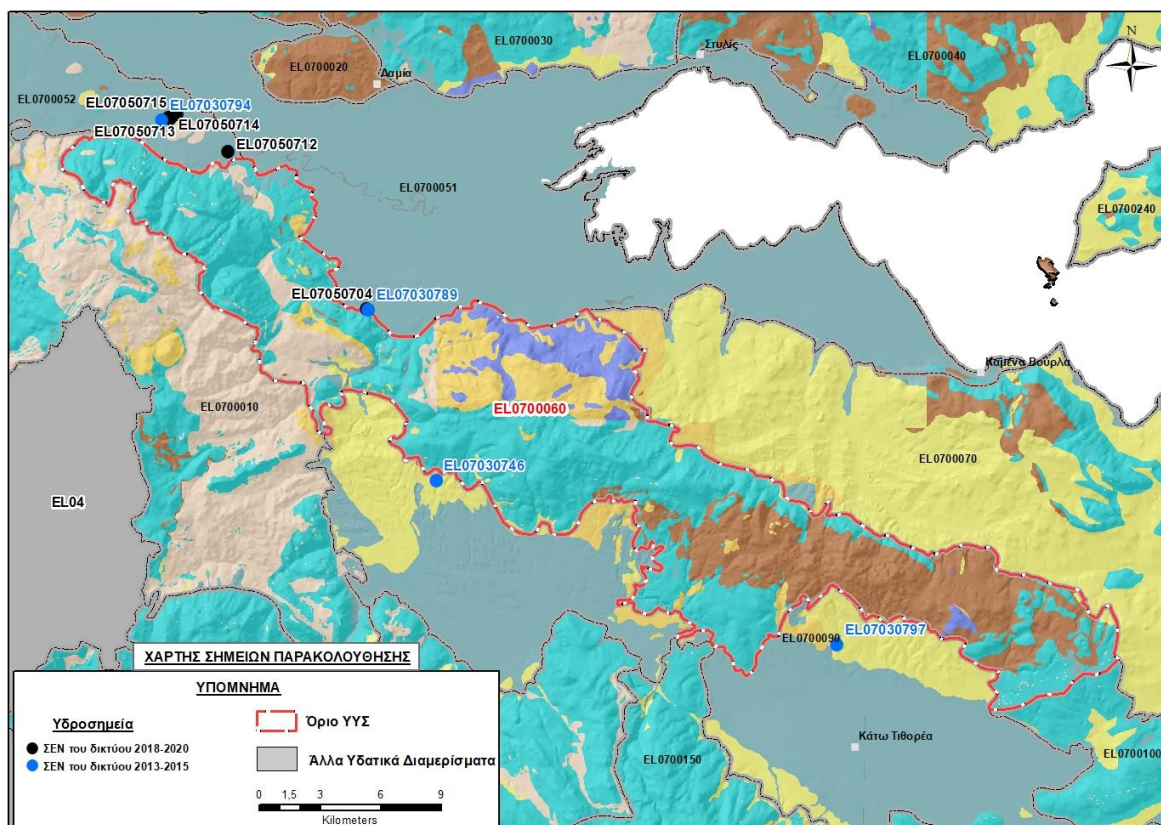 EL0700030
Στυλίς
EL0700040
N
EL0700020
Λαμία
EL0700052
EL07050715
EL07030794
EL07050714
EL07050713
EL07050712
EL0700051
EL0700240
EL07050704
EL07030789
Καμένα Βούρλα
EL0700060
EL0700010
EL0700070
EL07030746
EL04
EL0700090
EL07030797
Κάτω Τιθορέα
EL0700150
EL0700100
ΧΑΡΤΗΣ ΣΗΜΕΙΩΝ ΠΑΡΑΚΟΛΟΥΘΗΣΗΣ
ΥΠΟΜΝΗΜΑ
Υδροσημεία
ΣΕΝ του δικτύου 2018-2020
ΣΕΝ του δικτύου 2013-2015
Όριο ΥΥΣ
Άλλα Υδατικά Διαμερίσματα
0 1,5 3 6 9
Kilometers